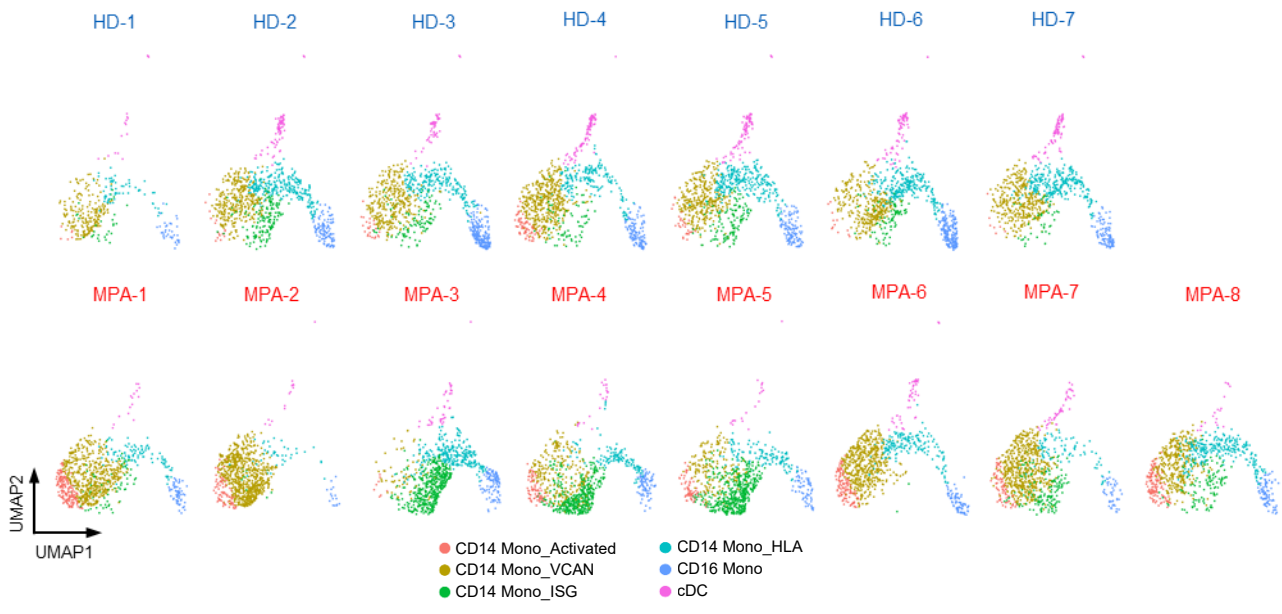 HD-1 HD-2 HD-3 HD-4 HD-5 HD-6 HD-7
MPA-1 MPA-2 MPA-3 MPA-4 MPA-5 MPA-6 MPA-7 MPA-8
UMAP2
UMAP1
CD14 Mono_Activated
CD14 Mono_VCAN
CD14 Mono_ISG
CD14 Mono_HLA
CD16 Mono
cDC